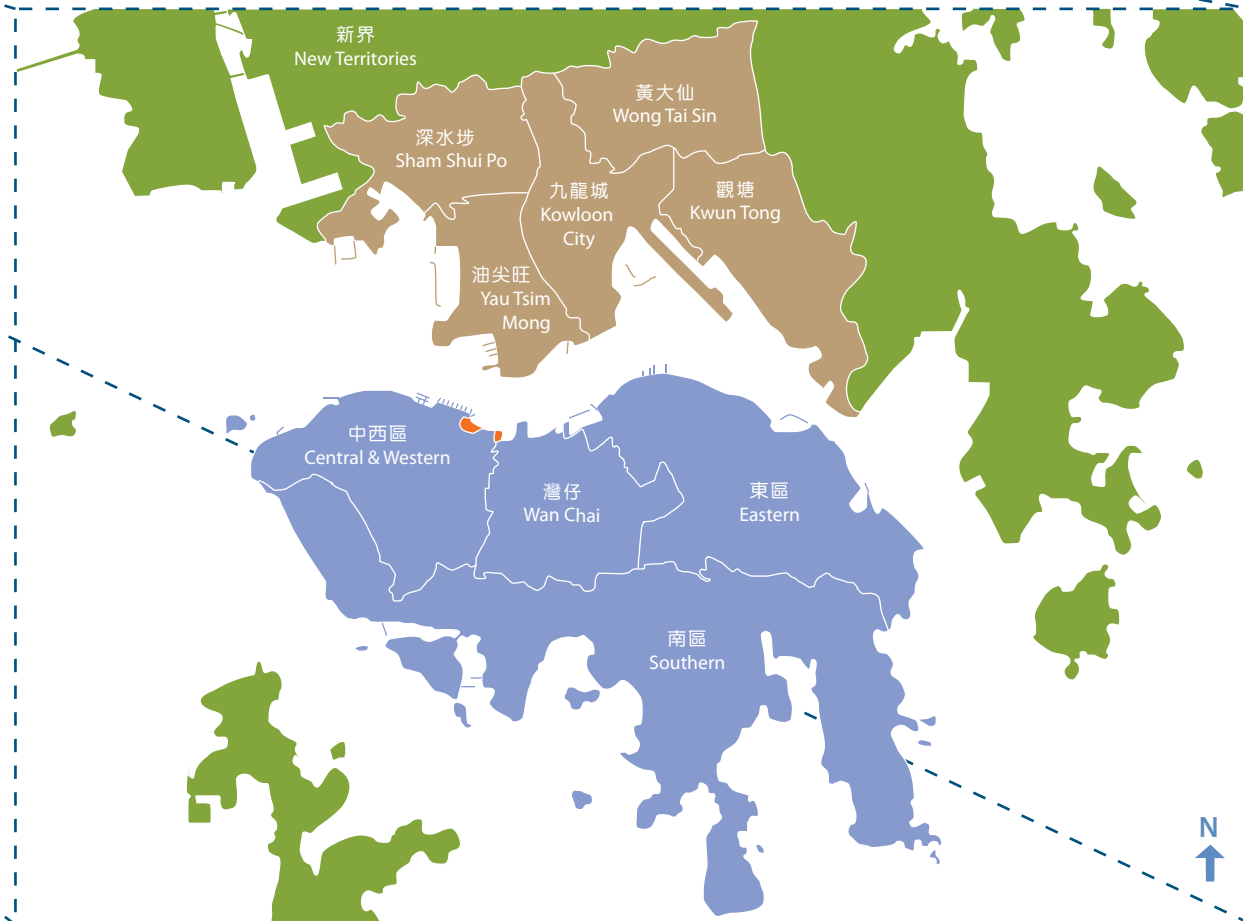 新界
New Territories
黃大仙
Wong Tai Sin
深水埗
Sham Shui Po
九龍城
Kowloon
City
觀塘
Kwun Tong
油尖旺
Yau Tsim
Mong
中西區
Central & Western
灣仔
Wan Chai
東區
Eastern
南區
Southern
N